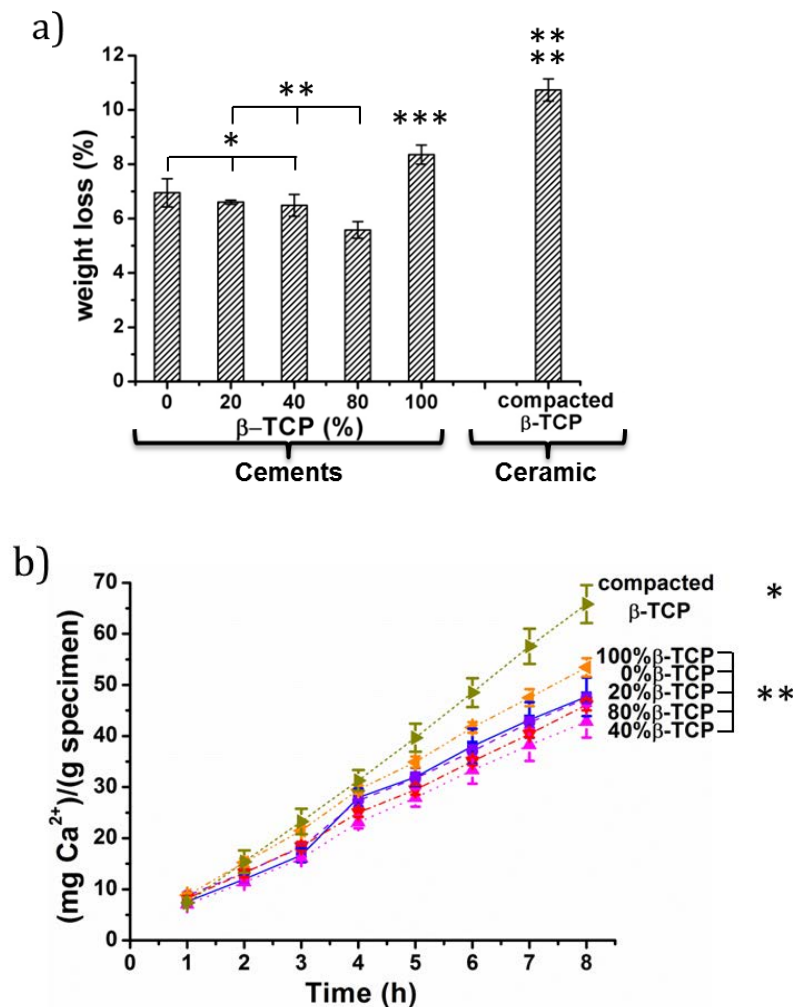 a)
weight loss (%)
12
10
8
6
4
2
0
*
**
***
**
**
0 20 40 80 100 compacted
β-TCP
β–TCP (%)
Cements Ceramic
b)
(mg Ca²⁺)/(g specimen)
70
60
50
40
30
20
10
0
compacted
β-TCP
*
100%β-TCP
0%β-TCP
20%β-TCP
80%β-TCP
40%β-TCP
**
0 1 2 3 4 5 6 7 8
Time (h)